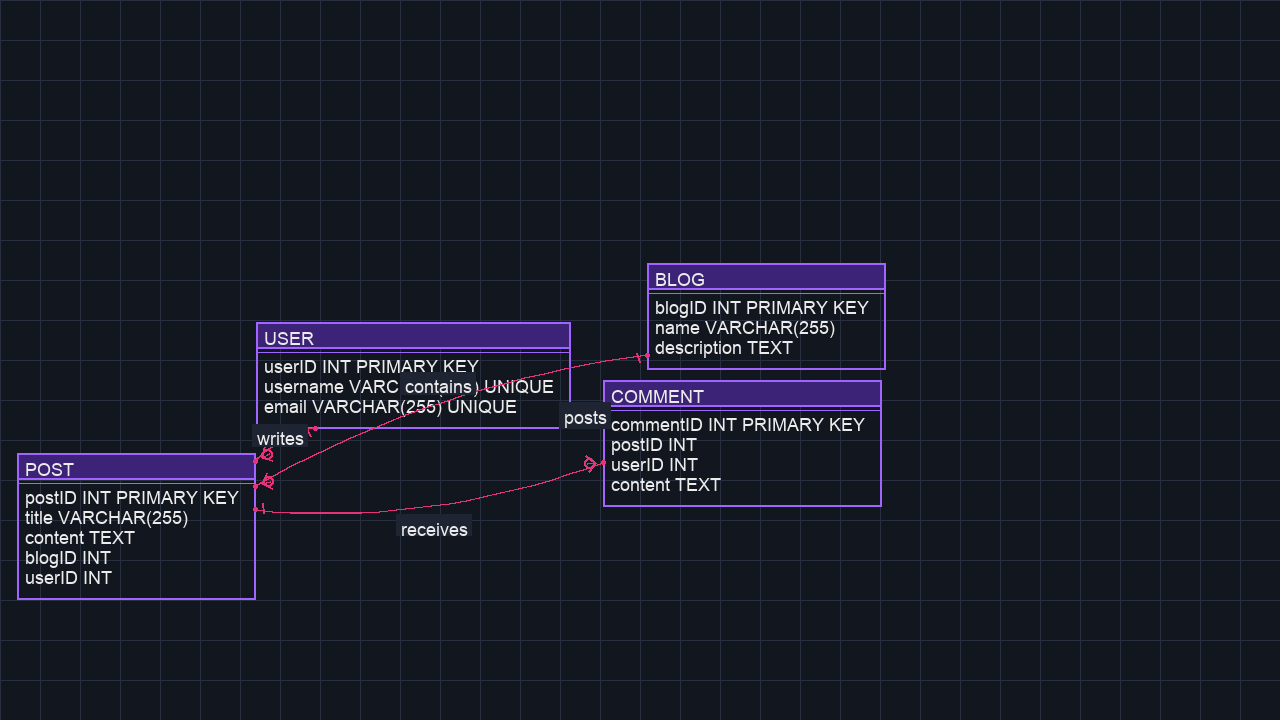 BLOG
blogID INT PRIMARY KEY
name VARCHAR(255)
description TEXT
USER
userID INT PRIMARY KEY
username VARC contains ) UNIQUE
email VARCHAR(255) UNIQUE
COMMENT
commentID INT PRIMARY KEY
postID INT
userID INT
content TEXT
posts
writes
POST
postID INT PRIMARY KEY
title VARCHAR(255)
content TEXT
blogID INT
userID INT
receives